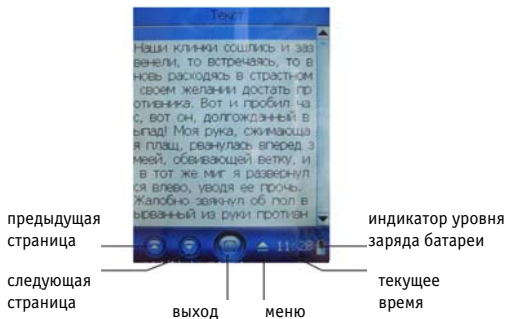 Текст
Наши клинки сошлись и заз
венели, то встречаясь, то в
новь расходясь в страстном
своем желании достать пр
отивника. Вот и пробил ча
с, вот он, долгожданный в
ыпад! Моя рука, сжимающа
я плащ, рванулась вперед з
меей, обвивающей ветку, и
в тот же миг я развернул
ся влево, уводя ее прочь.
Жалобно звякнул об пол в
ырванный из руки противн
11:28
предыдущая
страница
следующая
страница
выход
меню
индикатор уровня
заряда батареи
текущее
время